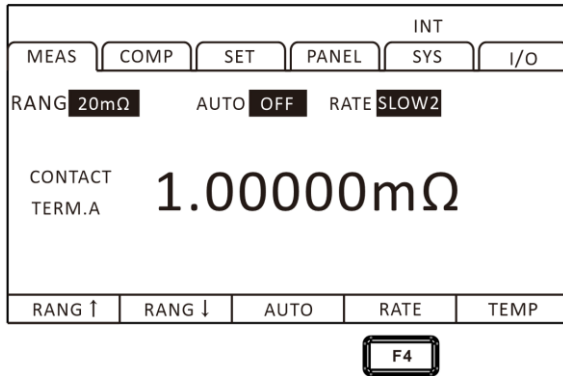 INT
MEAS COMP SET PANEL SYS I/O
RANG 20mΩ AUTO OFF RATE SLOW2
CONTACT
TERM.A
1.00000mΩ
RANG ↑ RANG ↓ AUTO RATE TEMP
F4